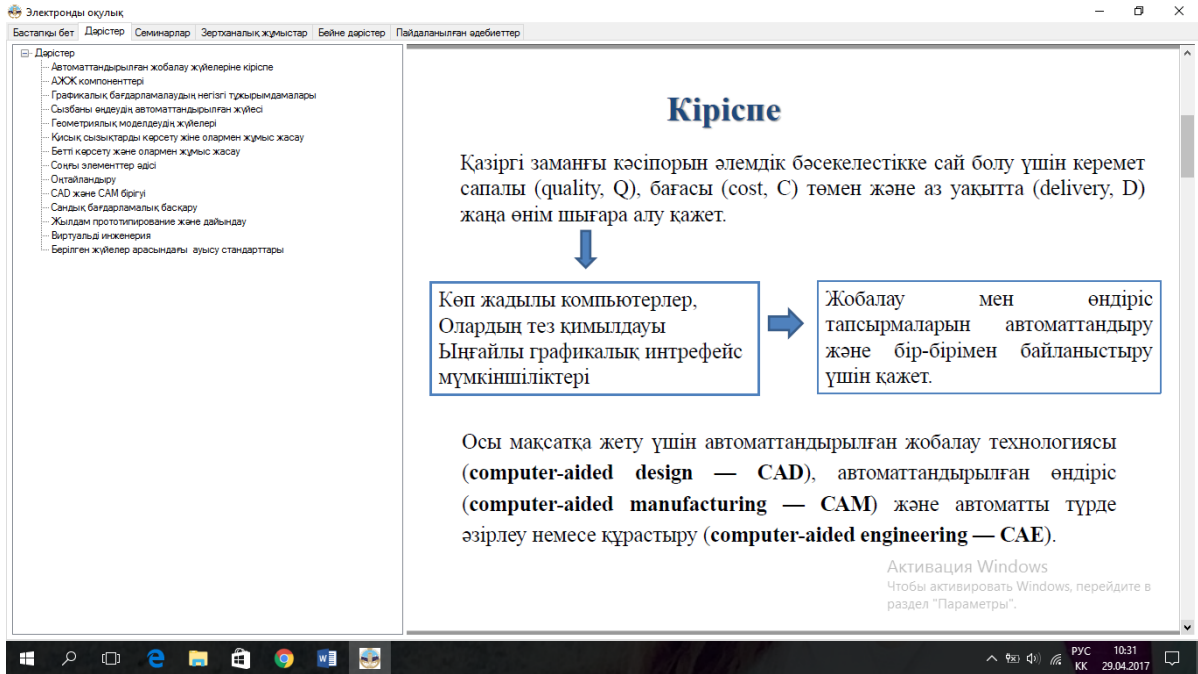 Электронды оқулық
Бастапқы бет Дәрістер Семинарлар Зертханалық жұмыстар Бейне дәрістер Пайдаланылған әдебиеттер
Дәрістер
Автоматтандырылған жобалау жүйелеріне кіріспе
АЖЖ компоненттері
Графикалық бағдарламалаудың негізгі тұжырымдамалары
Сызбаны өңдеудің автоматтандырылған жүйесі
Геометриялық моделдеудің жүйелері
Қисық сызықтарды көрсету жіне олармен жұмыс жасау
Бетті көрсету және олармен жұмыс жасау
Соңғы элементтер әдісі
Оңтайландыру
CAD және CAM бірігуі
Сандық бағдарламалық басқару
Жылдам прототипирование және дайындау
Виртуальді инженерия
Берілген жүйелер арасындағы ауысу стандарттары
Кіріспе
Қазіргі заманғы кәсіпорын әлемдік бәсекелестікке сай болу үшін керемет
сапалы (quality, Q), бағасы (cost, C) төмен және аз уақытта (delivery, D)
жаңа өнім шығара алу қажет.
Көп жадылы компьютерлер,
Олардың тез қимылдауы
Ыңғайлы графикалық интрефейс
мүмкіншіліктері
Жобалау мен өндіріс
тапсырмаларын автоматтандыру
және бір-бірімен байланыстыру
үшін қажет.
Осы мақсатқа жету үшін автоматтандырылған жобалау технологиясы
(computer-aided design — CAD), автоматтандырылған өндіріс
(computer-aided manufacturing — CAM) және автоматты түрде
әзірлеу немесе құрастыру (computer-aided engineering — CAE).
Активация Windows
Чтобы активировать Windows, перейдите в
раздел "Параметры".
РУС 10:31
КК 29.04.2017